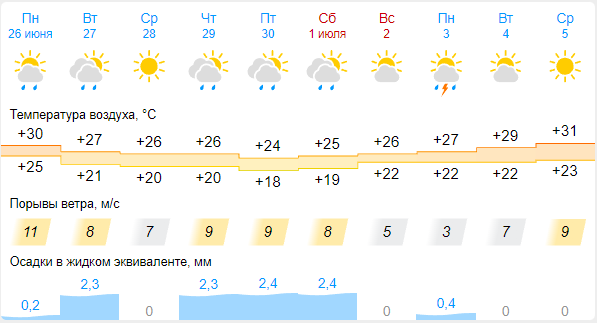 Пн Вт Ср Чт Пт Сб Вс Пн Вт Ср
26 июня 27 28 29 30 1 июля 2 3 4 5
Температура воздуха, °C
+30 +27 +26 +26 +24 +25 +26 +27 +29 +31
+25 +21 +20 +20 +18 +19 +22 +22 +22 +23
Порывы ветра, м/с
11 8 7 9 9 8 5 3 7 9
Осадки в жидком эквиваленте, мм
0,2 2,3 0 2,3 2,4 2,4 0 0,4 0 0